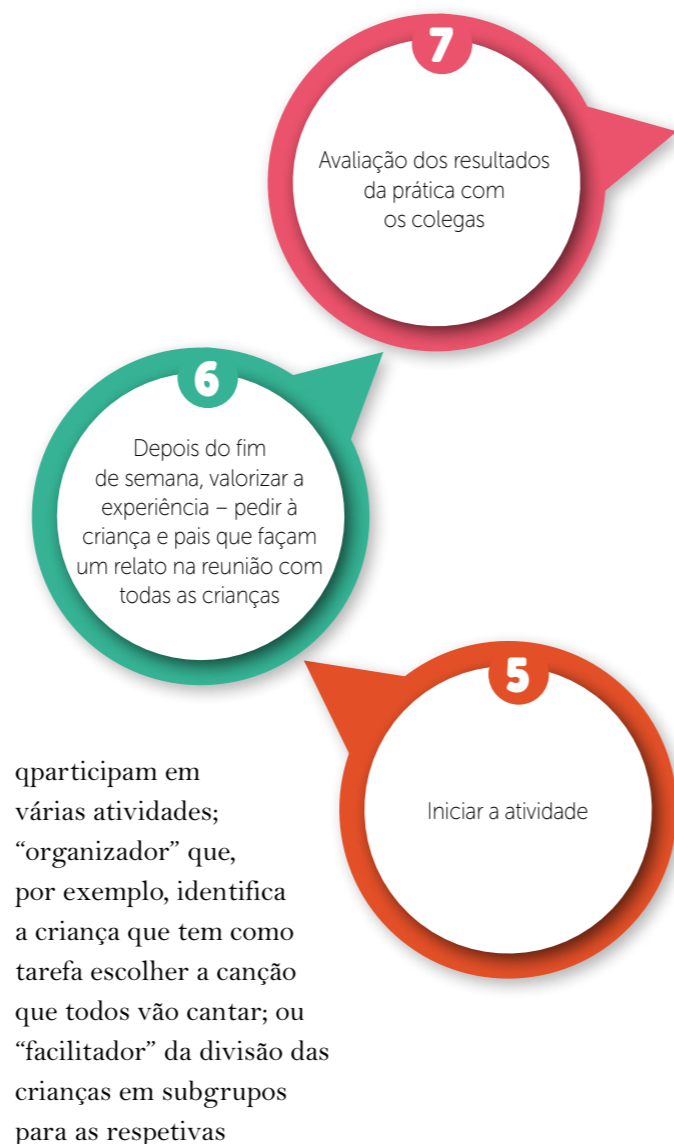 7
Avaliação dos resultados
da prática com
os colegas
6
Depois do fim
de semana, valorizar a
experiência – pedir à
criança e pais que façam
um relato na reunião com
todas as crianças
5
Iniciar a atividade
qparticipam em
várias atividades;
“organizador” que,
por exemplo, identifica
a criança que tem como
tarefa escolher a canção
que todos vão cantar; ou
“facilitador” da divisão das
crianças em subgrupos
para as respetivas